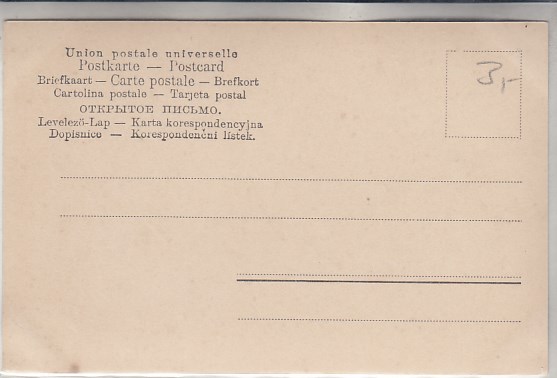 Union postale universelle
Postkarte — Postcard
Briefkaart — Carte postale — Brefkort
Cartolina postale — Tarjeta postal
ОТКРЫТОЕ ПИСЬМО.
Levelező-Lap — Karta korespondencyjna
Dopisnice — Korespondenční lístek.
3,-